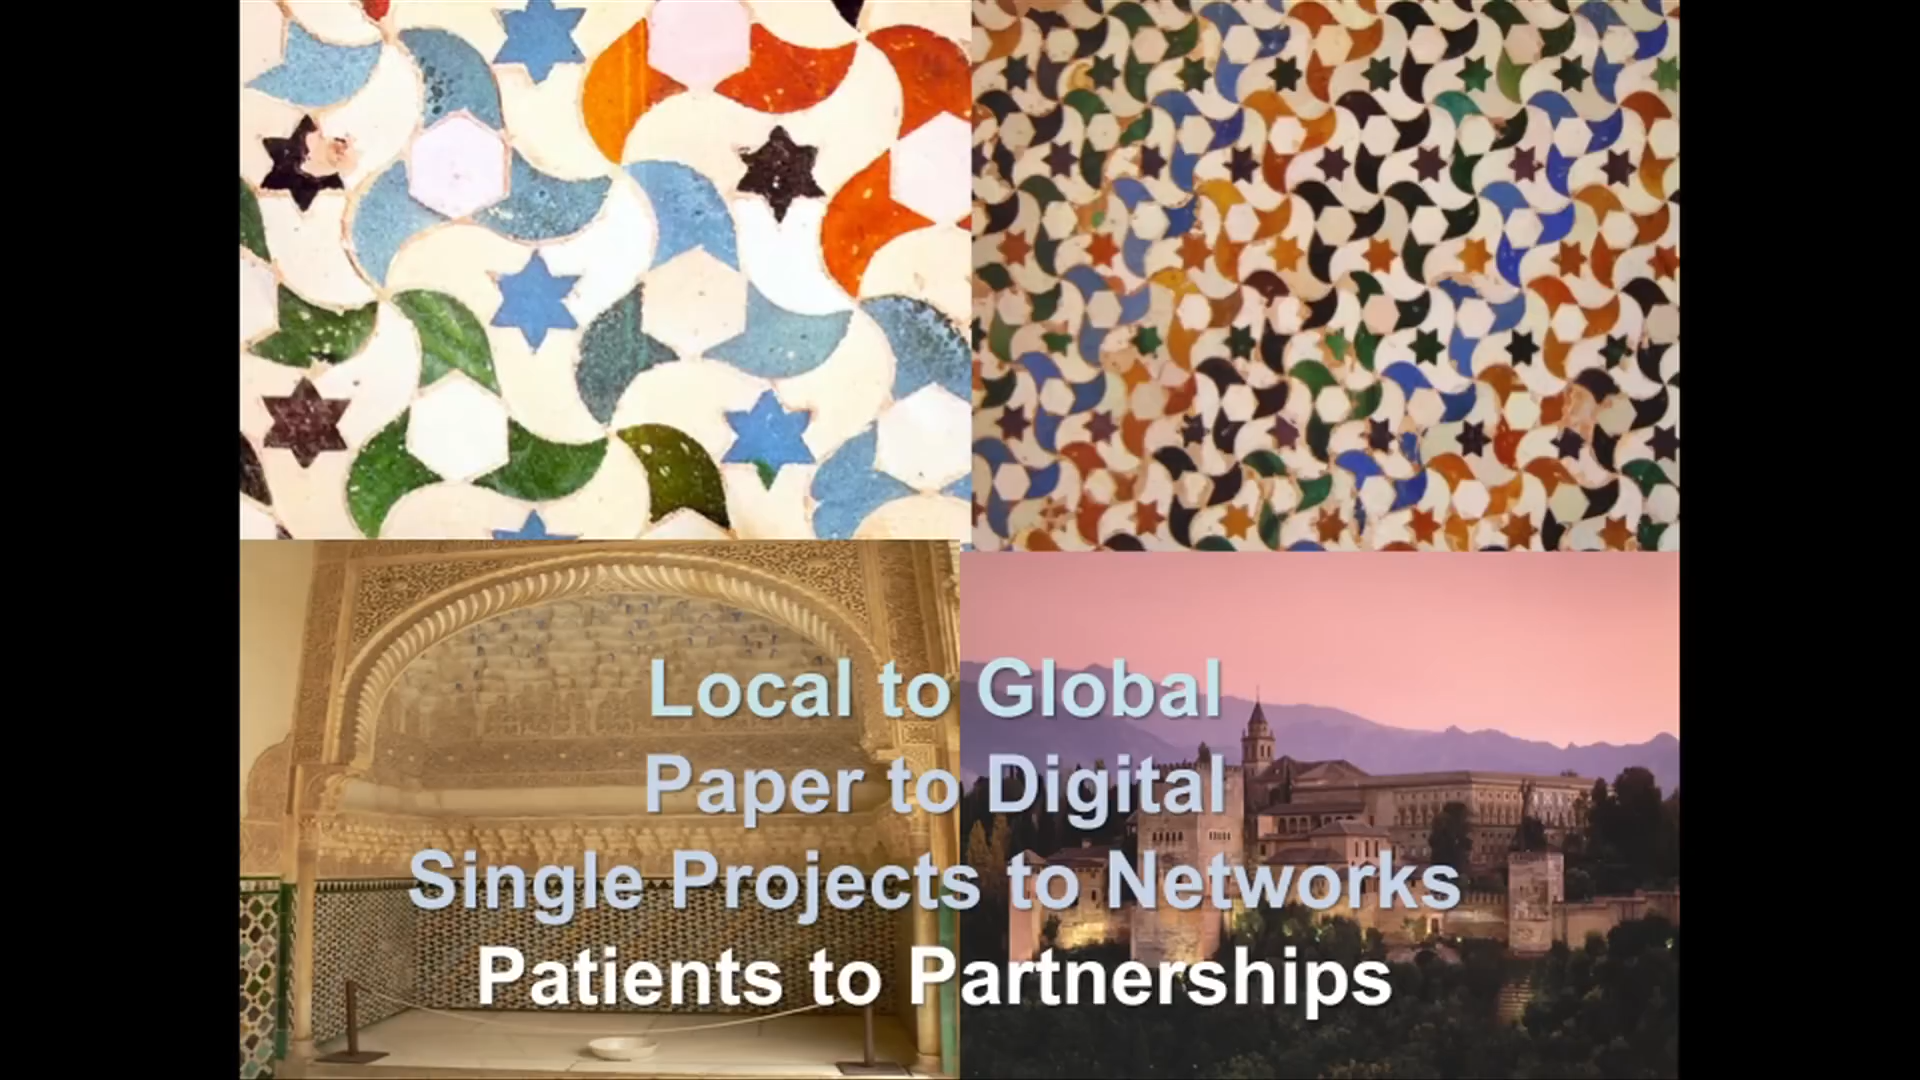 Local to Global
Paper to Digital
Single Projects to Networks
Patients to Partnerships